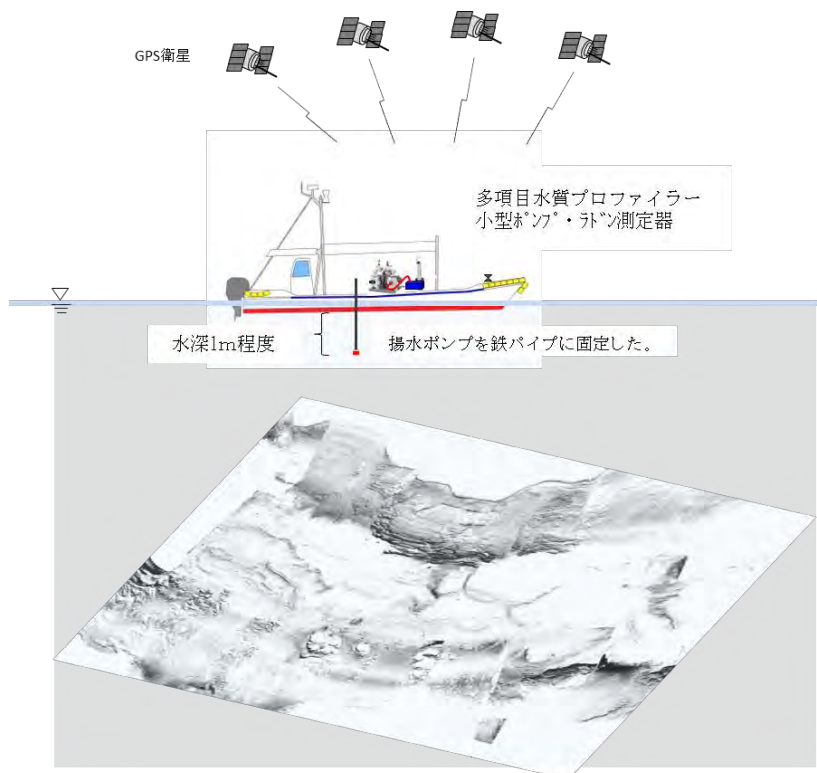 GPS衛星
多項目水質プロファイラー
小型ﾎﾟﾝﾌﾟ・ﾗﾄﾞﾝ測定器
水深1m程度
揚水ポンプを鉄パイプに固定した。